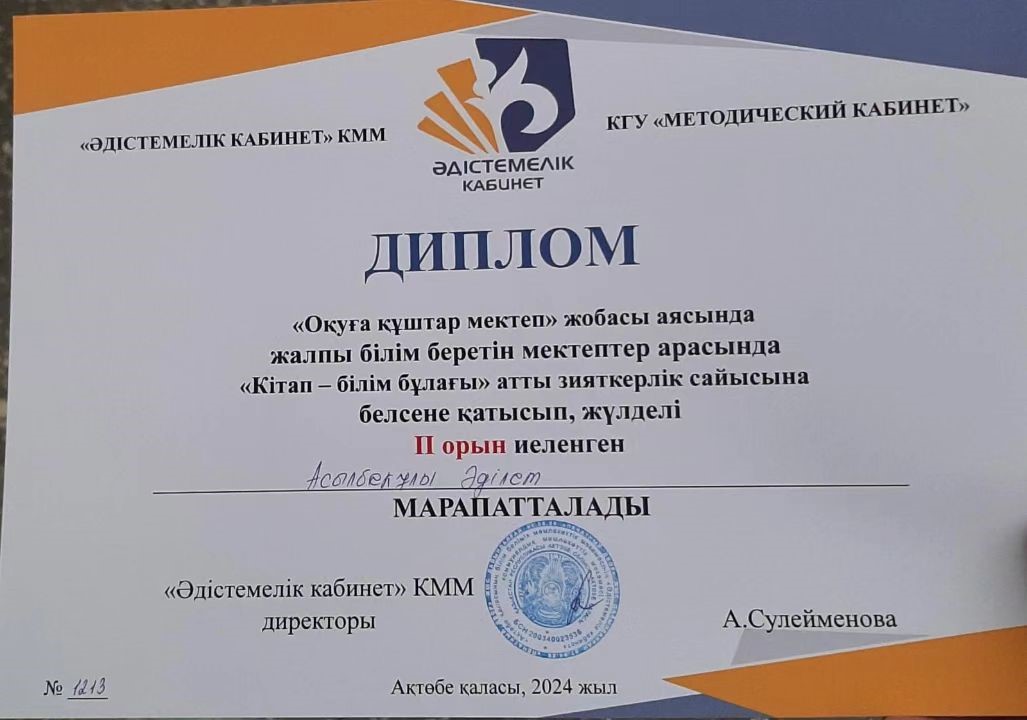 «ӘДІСТЕМЕЛІК КАБИНЕТ» КММ
ӘДІСТЕМЕЛІК
КАБИНЕТ
КГУ «МЕТОДИЧЕСКИЙ КАБИНЕТ»
ДИПЛОМ
«Оқуға құштар мектеп» жобасы аясында
жалпы білім беретін мектептер арасында
«Кітап – білім бұлағы» атты зияткерлік сайысына
белсене қатысып, жүлделі
II орын иеленген
Асылбекұлы Әділет
МАРАПАТТАЛАДЫ
«Әдістемелік кабинет» КММ
директоры
А.Сулейменова
№ 1213
Ақтөбе қаласы, 2024 жыл